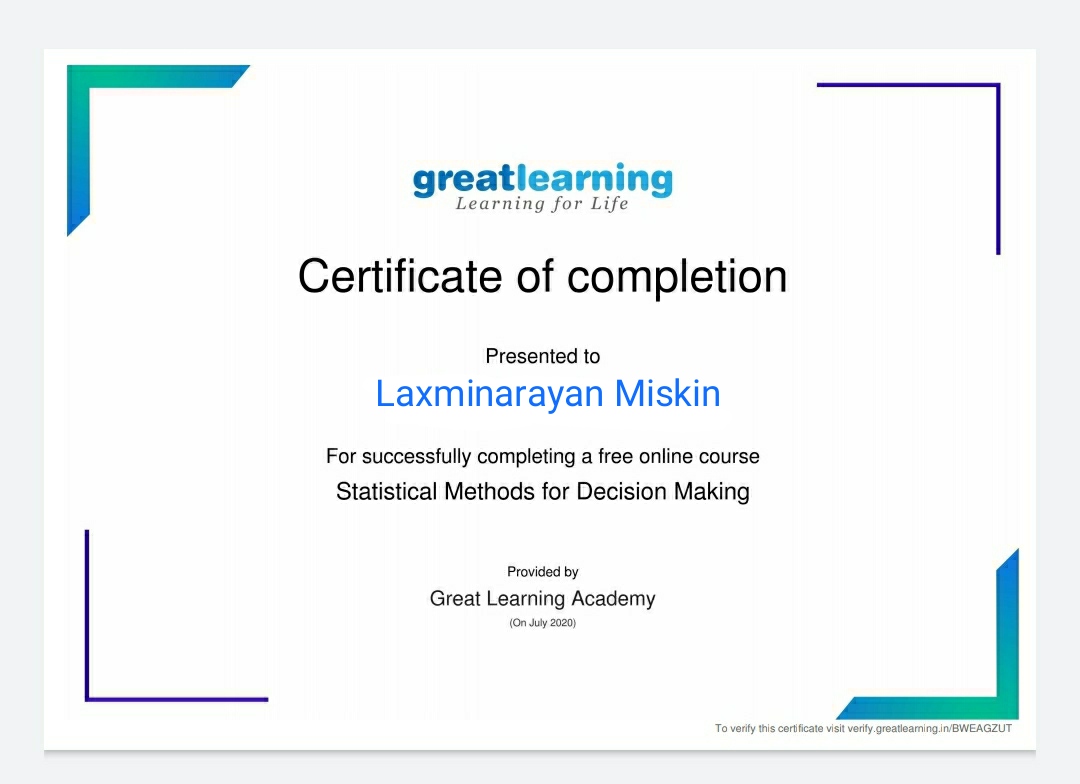 greatlearning
Learning for Life
Certificate of completion
Presented to
Laxminarayan Miskin
For successfully completing a free online course
Statistical Methods for Decision Making
Provided by
Great Learning Academy
(On July 2020)
To verify this certificate visit verify.greatlearning.in/BWEAGZUT